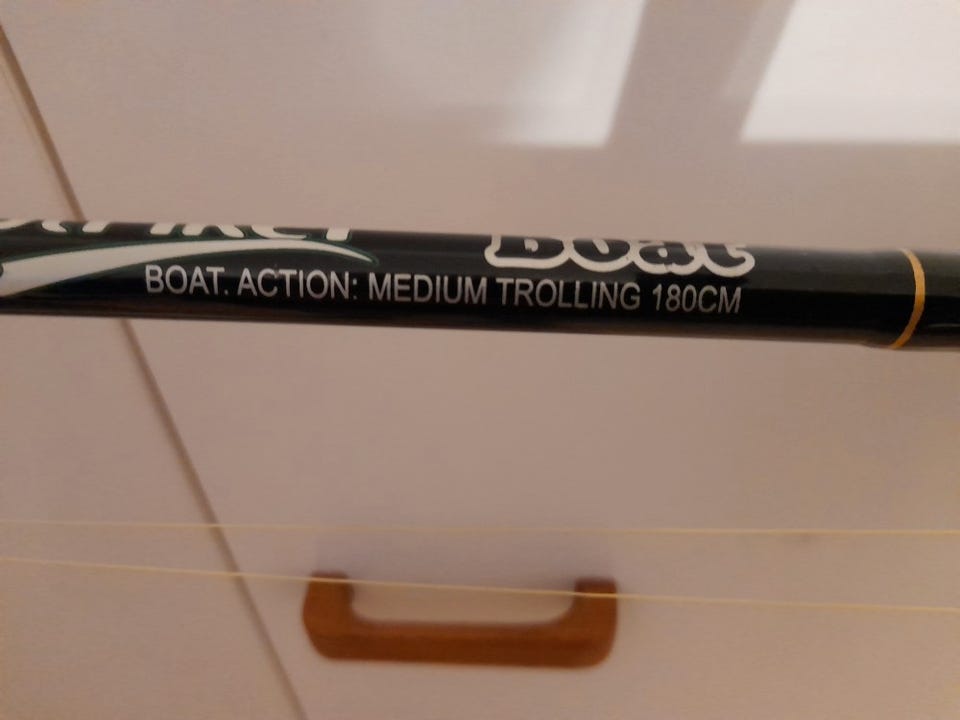 Boat
BOAT. ACTION: MEDIUM TROLLING 180CM